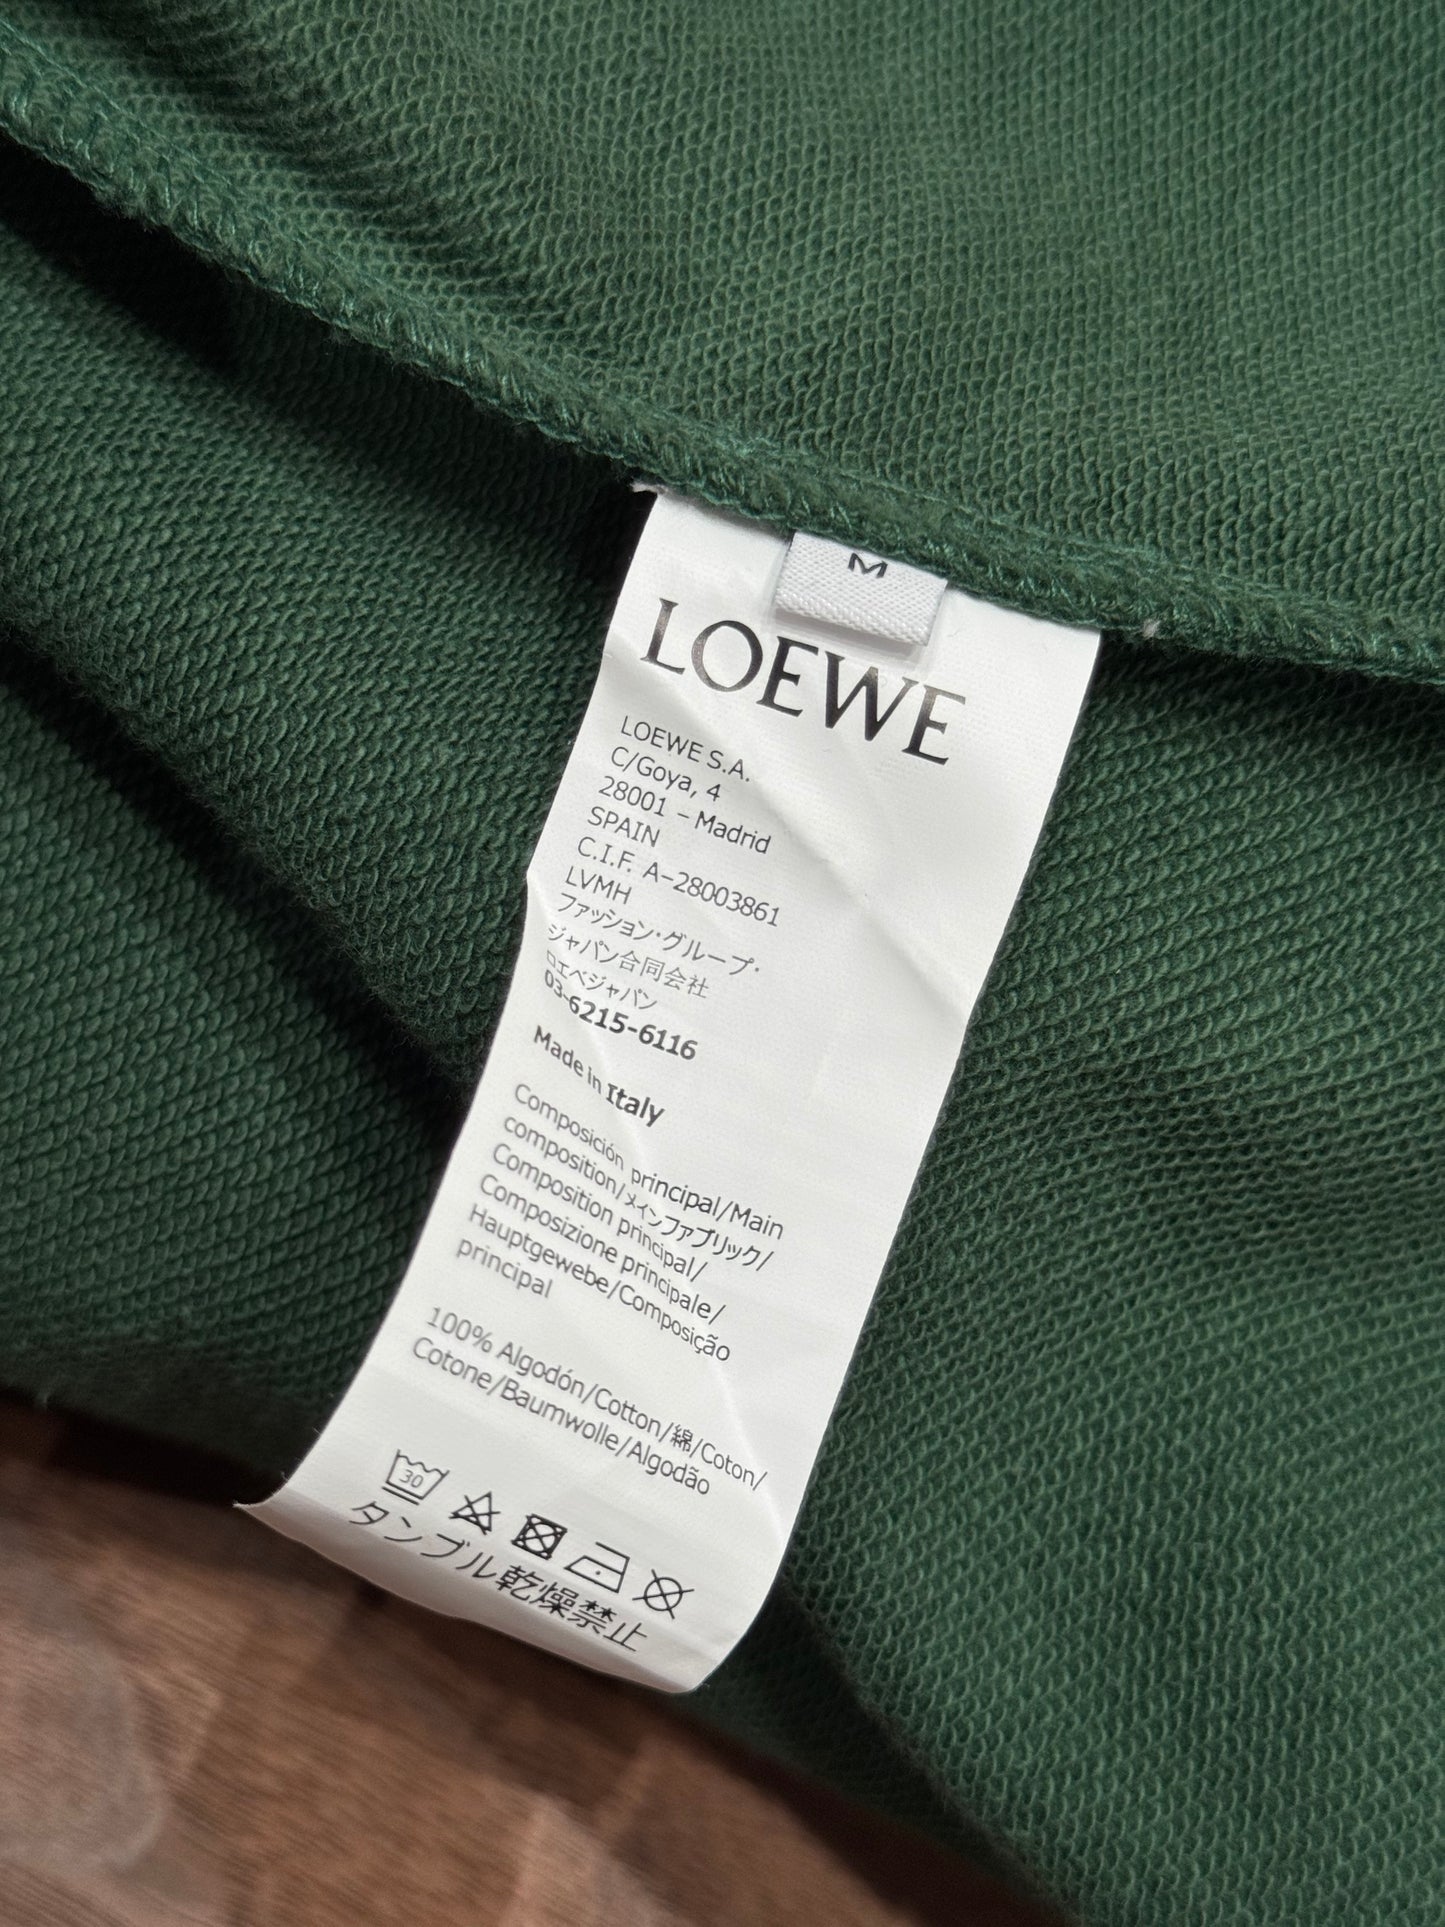 M
LOEWE
LOEWE S.A.
C/Goya, 4
28001 - Madrid
SPAIN
C.I.F. A-28003861
LVMH
ファッション・グループ・
ジャパン合同会社
ロエベジャパン
03-6215-6116
Made in Italy
Composición principal/Main
composition/メインファブリック/
Composition principal/
Composizione principale/
Hauptgewebe/Composição
principal
100% Algodón/Cotton/綿/Coton/
Cotone/Baumwolle/Algodão
30
タンブル乾燥禁止